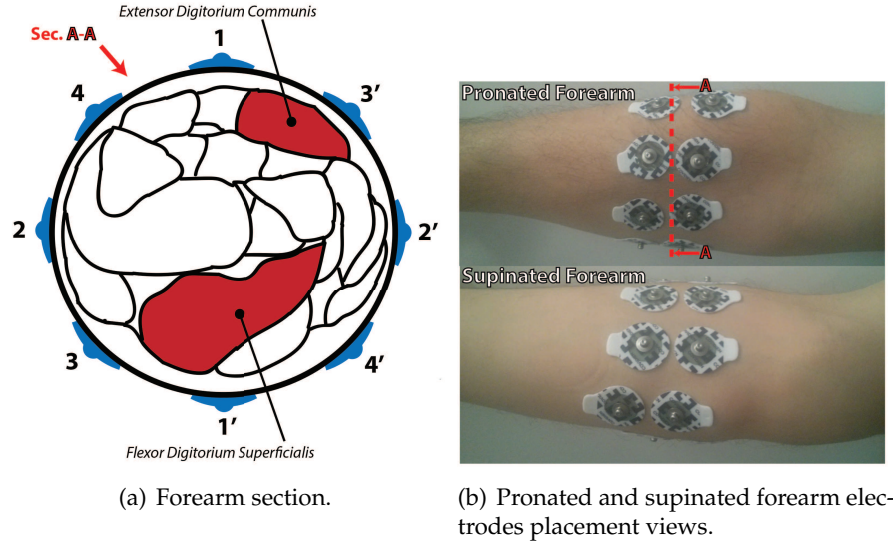 Extensor Digitorium Communis
Sec. A-A
1
4
3′
2
2′
3
4′
1′
Flexor Digitorium Superficialis
(a) Forearm section.
Pronated Forearm
A
A
Supinated Forearm
(b) Pronated and supinated forearm elec-
trodes placement views.